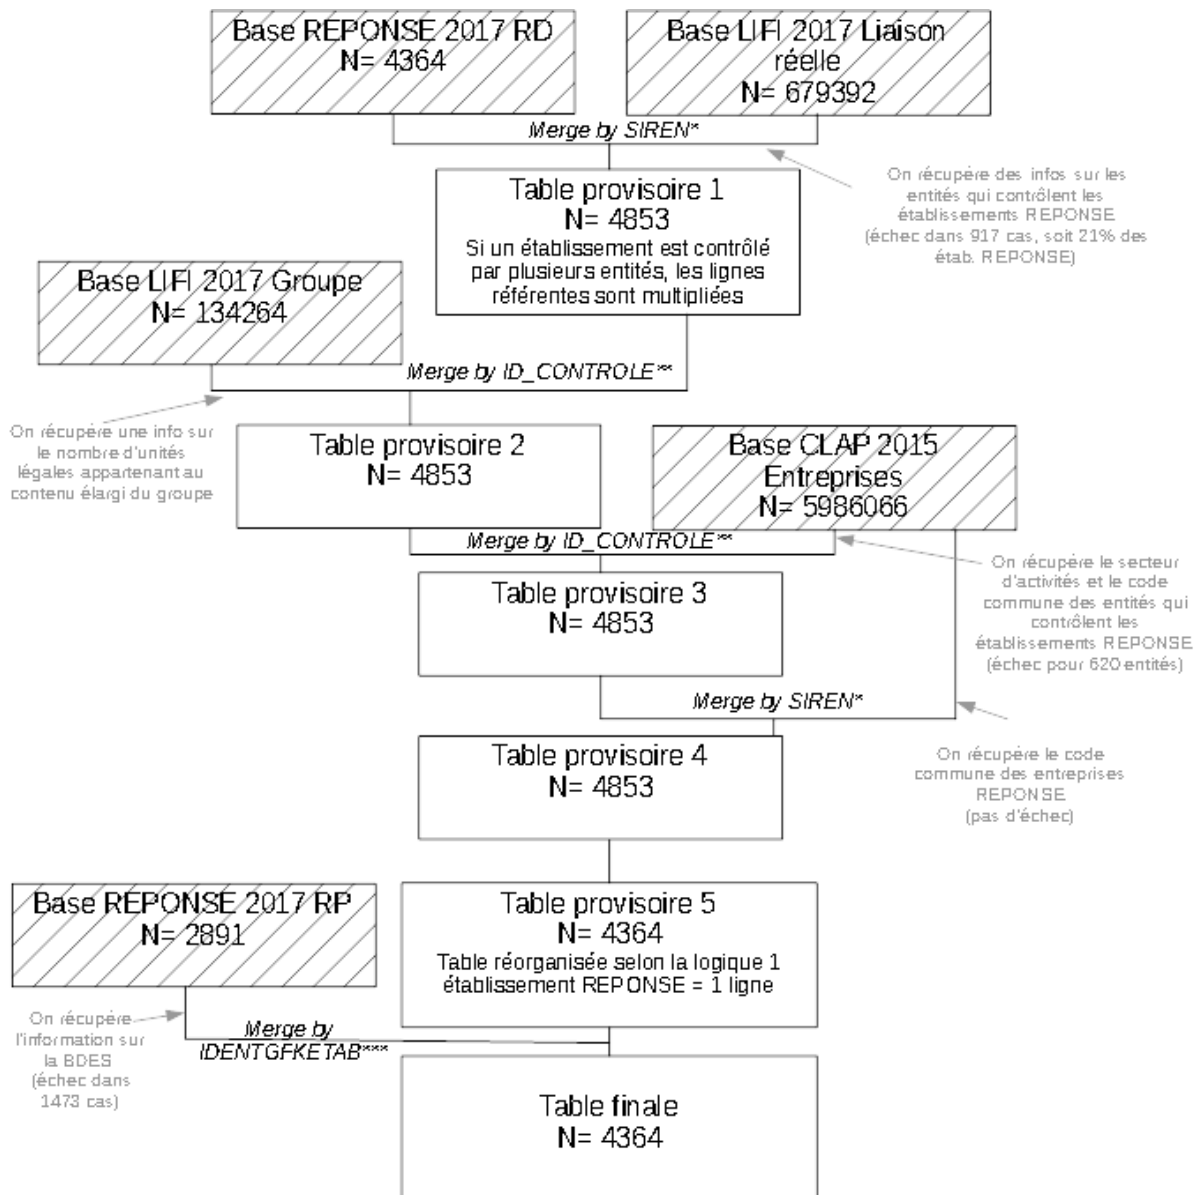 Base REPONSE 2017 RD
N= 4364
Base LIFI 2017 Liaison
réelle
N= 679392
Merge by SIREN*
On récupère des infos sur les
entités qui contrôlent les
établissements REPONSE
(échec dans 917 cas, soit 21% des
étab. REPONSE)
Table provisoire 1
N= 4853
Si un établissement est contrôlé
par plusieurs entités, les lignes
référentes sont multipliées
Base LIFI 2017 Groupe
N= 134264
Merge by ID_CONTROLE**
On récupère une info sur
le nombre d'unités
légales appartenant au
contenu élargi du groupe
Table provisoire 2
N= 4853
Base CLAP 2015
Entreprises
N= 5986066
Merge by ID_CONTROLE**
On récupère le secteur
d'activités et le code
commune des entités qui
contrôlent les
établissements REPONSE
(échec pour 620 entités)
Table provisoire 3
N= 4853
Merge by SIREN*
On récupère le code
commune des entreprises
REPONSE
(pas d'échec)
Table provisoire 4
N= 4853
Base REPONSE 2017 RP
N= 2891
Table provisoire 5
N= 4364
Table réorganisée selon la logique 1
établissement REPONSE = 1 ligne
On récupère
l'information sur
la BDES
(échec dans
1473 cas)
Merge by
IDENTGFKETAB***
Table finale
N= 4364